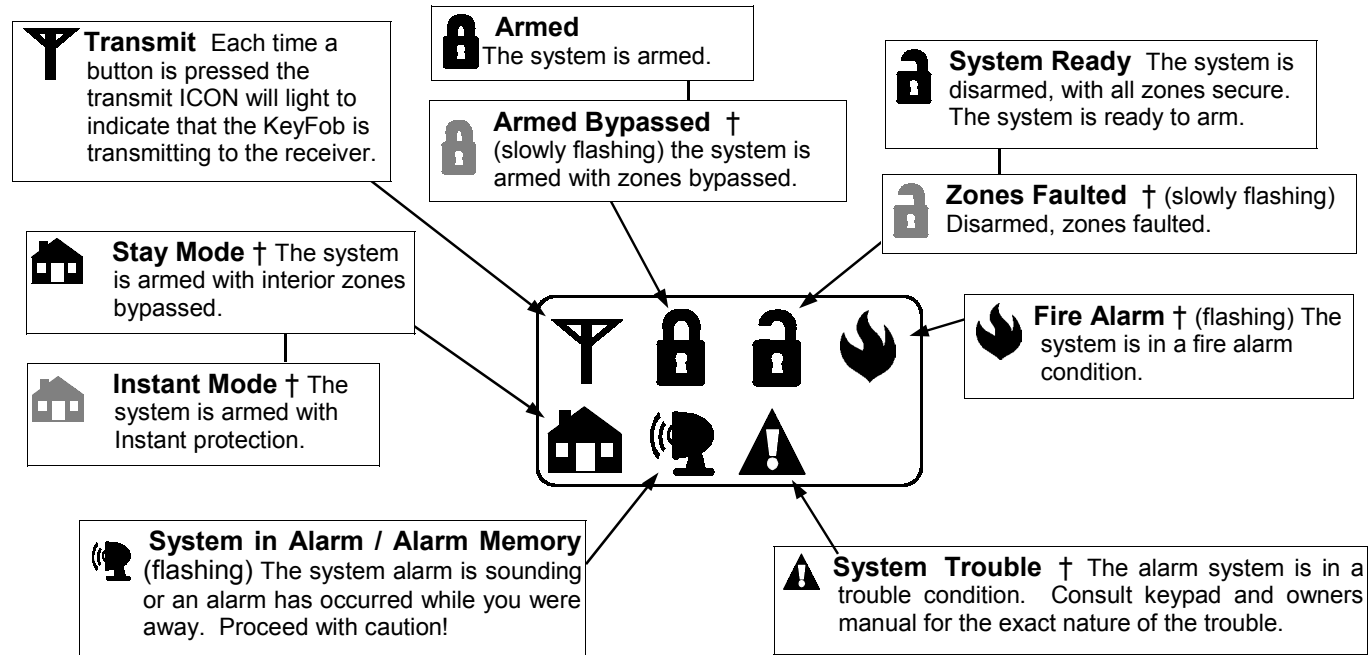 Transmit Each time a
button is pressed the
transmit ICON will light to
indicate that the KeyFob is
transmitting to the receiver.
Armed
The system is armed.
Armed Bypassed †
(slowly flashing) the system is
armed with zones bypassed.
System Ready The system is
disarmed, with all zones secure.
The system is ready to arm.
Zones Faulted † (slowly flashing)
Disarmed, zones faulted.
Stay Mode † The system
is armed with interior zones
bypassed.
Instant Mode † The
system is armed with
Instant protection.
Fire Alarm † (flashing) The
system is in a fire alarm
condition.
System in Alarm / Alarm Memory
(flashing) The system alarm is sounding
or an alarm has occurred while you were
away. Proceed with caution!
System Trouble † The alarm system is in a
trouble condition. Consult keypad and owners
manual for the exact nature of the trouble.